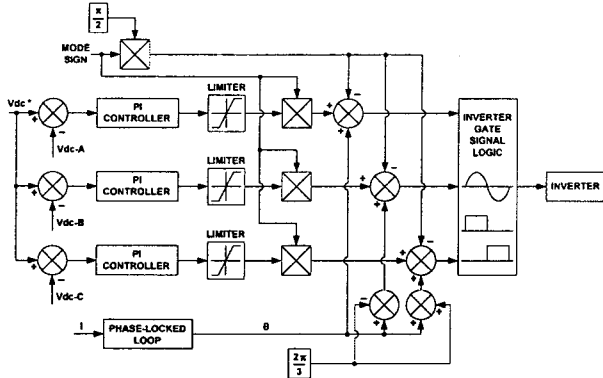 π
2
MODE
SIGN
Vdc*
PI
CONTROLLER
LIMITER
Vdc-A
INVERTER
GATE
SIGNAL
LOGIC
INVERTER
PI
CONTROLLER
LIMITER
Vdc-B
PI
CONTROLLER
LIMITER
Vdc-C
I
PHASE-LOCKED
LOOP
θ
2π
3